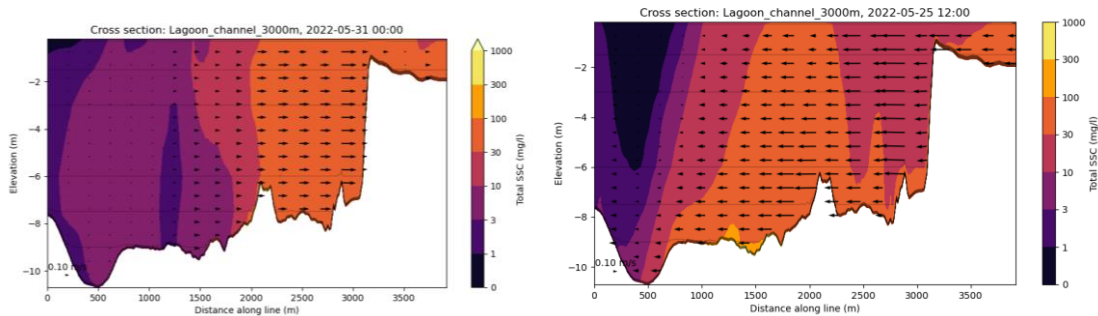 Cross section: Lagoon_channel_3000m, 2022-05-31 00:00
−2
−4
−6
−8
−10
Elevation (m)
0.10 m/s
0 500 1000 1500 2000 2500 3000 3500
Distance along line (m)
1000
300
100
30
10
3
1
0
Total SSC (mg/l)
Cross section: Lagoon_channel_3000m, 2022-05-25 12:00
−2
−4
−6
−8
−10
Elevation (m)
0.10 m/s
0 500 1000 1500 2000 2500 3000 3500
Distance along line (m)
1000
300
100
30
10
3
1
0
Total SSC (mg/l)